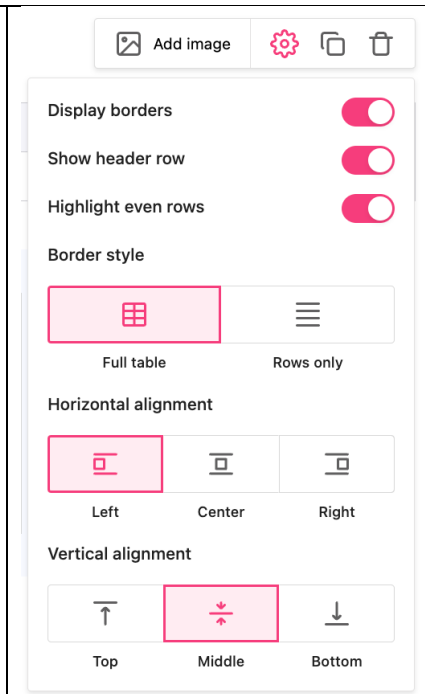 Add image
Display borders
Show header row
Highlight even rows
Border style
Full table Rows only
Horizontal alignment
Left Center Right
Vertical alignment
Top Middle Bottom